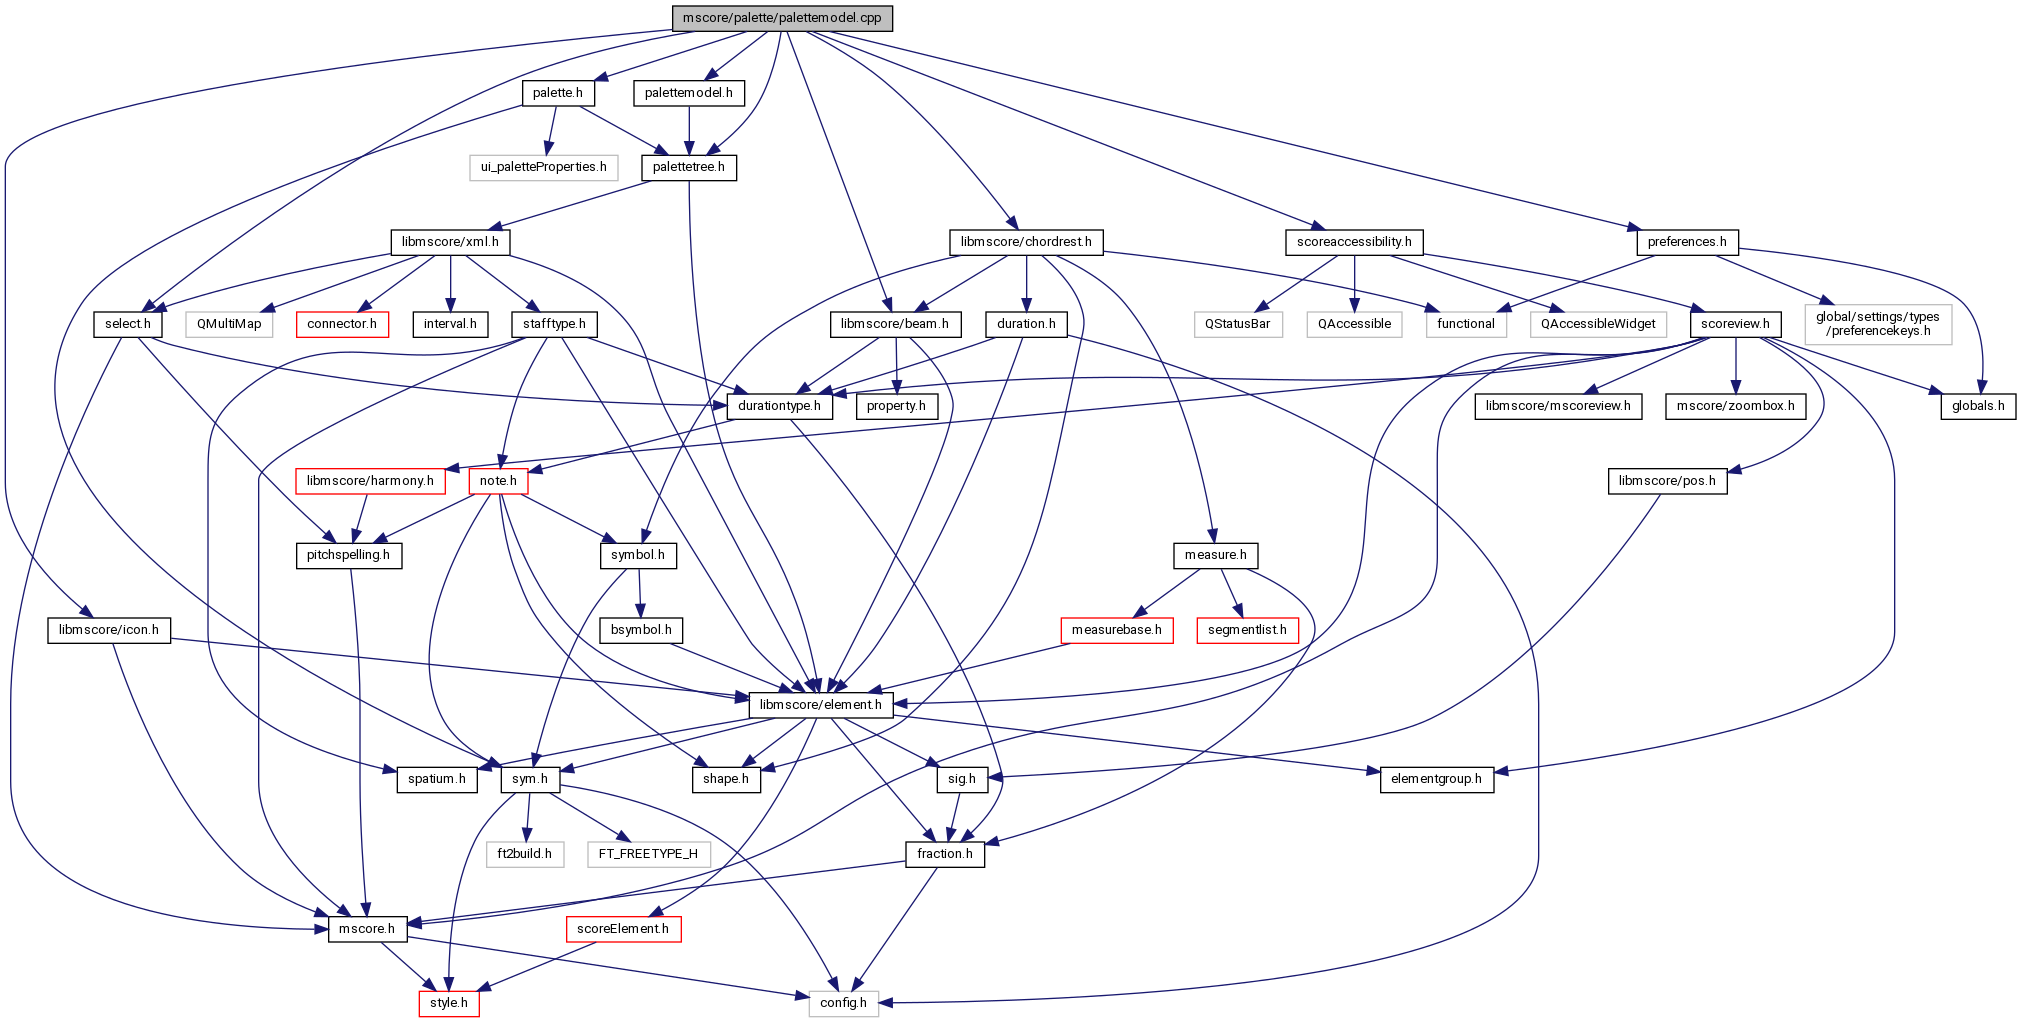 mscore/palette/palettemodel.cpp
palette.h
palettemodel.h
ui_paletteProperties.h
palettetree.h
libmscore/xml.h
libmscore/chordrest.h
scoreaccessibility.h
preferences.h
select.h
QMultiMap
connector.h
interval.h
stafftype.h
libmscore/beam.h
duration.h
QStatusBar
QAccessible
functional
QAccessibleWidget
scoreview.h
global/settings/types
/preferencekeys.h
durationtype.h
property.h
libmscore/mscoreview.h
mscore/zoombox.h
globals.h
libmscore/harmony.h
note.h
libmscore/pos.h
pitchspelling.h
symbol.h
measure.h
libmscore/icon.h
bsymbol.h
measurebase.h
segmentlist.h
libmscore/element.h
spatium.h
sym.h
shape.h
sig.h
elementgroup.h
ft2build.h
FT_FREETYPE_H
fraction.h
mscore.h
scoreElement.h
style.h
config.h